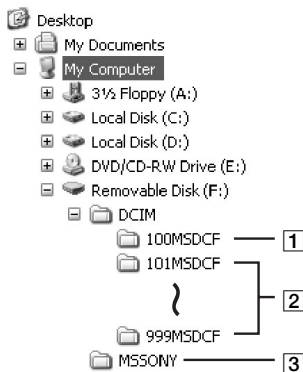 Desktop
My Documents
My Computer
3½ Floppy (A:)
Local Disk (C:)
Local Disk (D:)
DVD/CD-RW Drive (E:)
Removable Disk (F:)
DCIM
100MSDCF 1
101MSDCF
2
999MSDCF
MSSONY 3